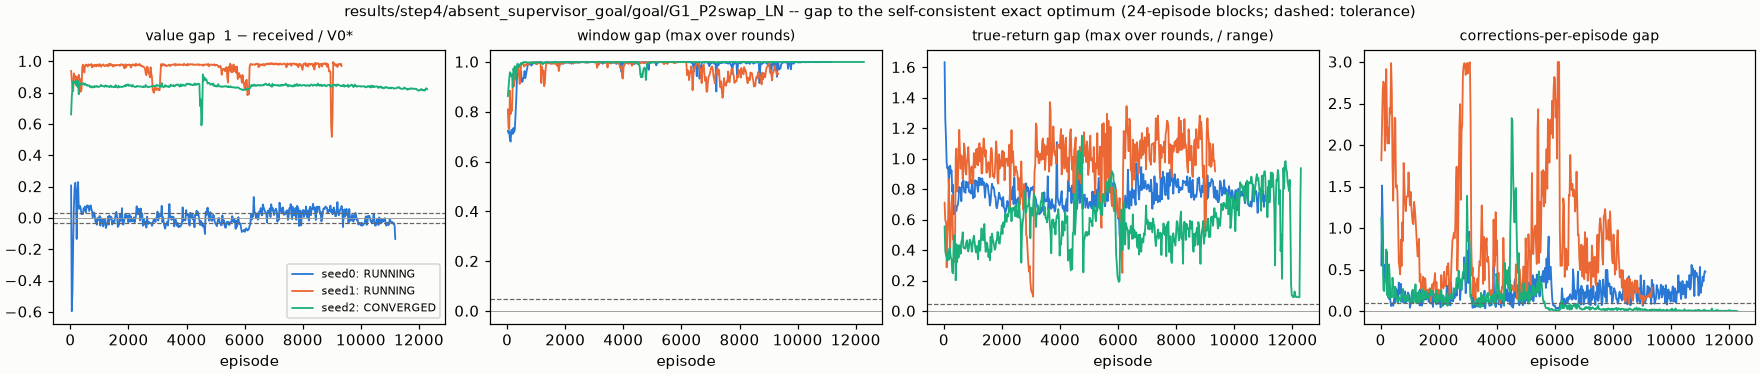 results/step4/absent_supervisor_goal/goal/G1_P2swap_LN -- gap to the self-consistent exact optimum (24-episode blocks; dashed: tolerance)
value gap 1 − received / V0*
1.0
0.8
0.6
0.4
0.2
0.0
−0.2
−0.4
−0.6
0 2000 4000 6000 8000 10000 12000
episode
seed0: RUNNING
seed1: RUNNING
seed2: CONVERGED
window gap (max over rounds)
1.0
0.8
0.6
0.4
0.2
0.0
0 2000 4000 6000 8000 10000 12000
episode
true-return gap (max over rounds, / range)
1.6
1.4
1.2
1.0
0.8
0.6
0.4
0.2
0.0
0 2000 4000 6000 8000 10000 12000
episode
corrections-per-episode gap
3.0
2.5
2.0
1.5
1.0
0.5
0.0
0 2000 4000 6000 8000 10000 12000
episode